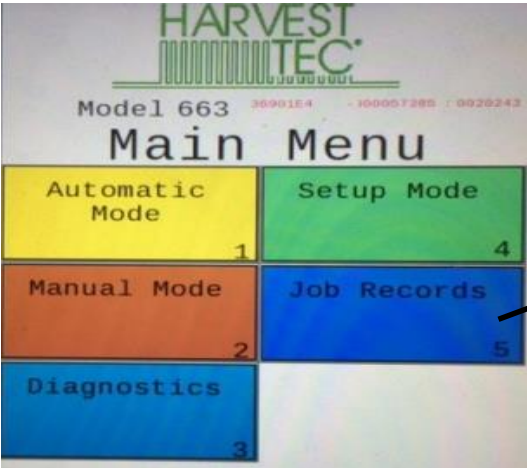 HARVEST
TEC
Model 663
Main Menu
Automatic
Mode
1
Setup Mode
4
Manual Mode
2
Job Records
5
Diagnostics
3